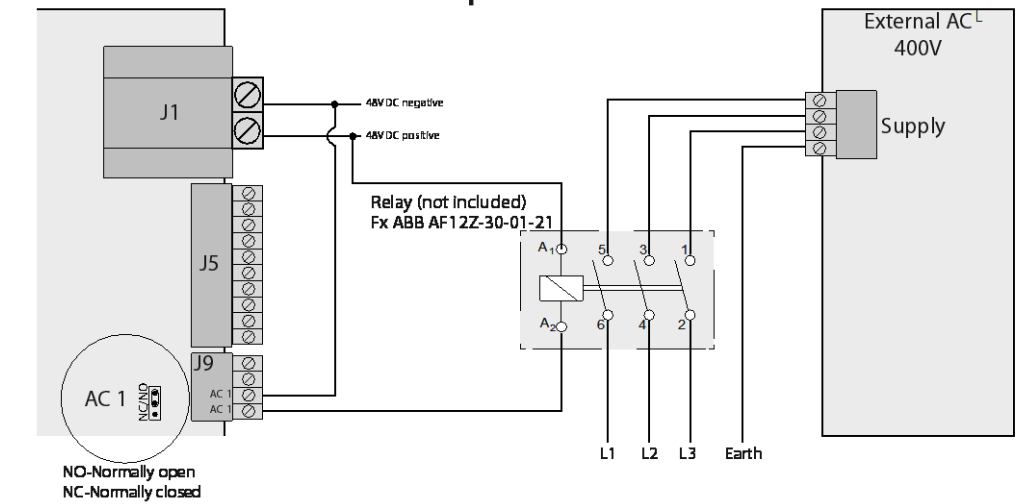 External AC
400V
J1
48V DC negative
48V DC positive
Supply
Relay (not included)
Fx ABB AF12Z-30-01-21
J5
A1
5
3
1
A2
6
4
2
J9
AC 1
AC 1
AC 1
NC/NO
L1
L2
L3
Earth
NO-Normally open
NC-Normally closed